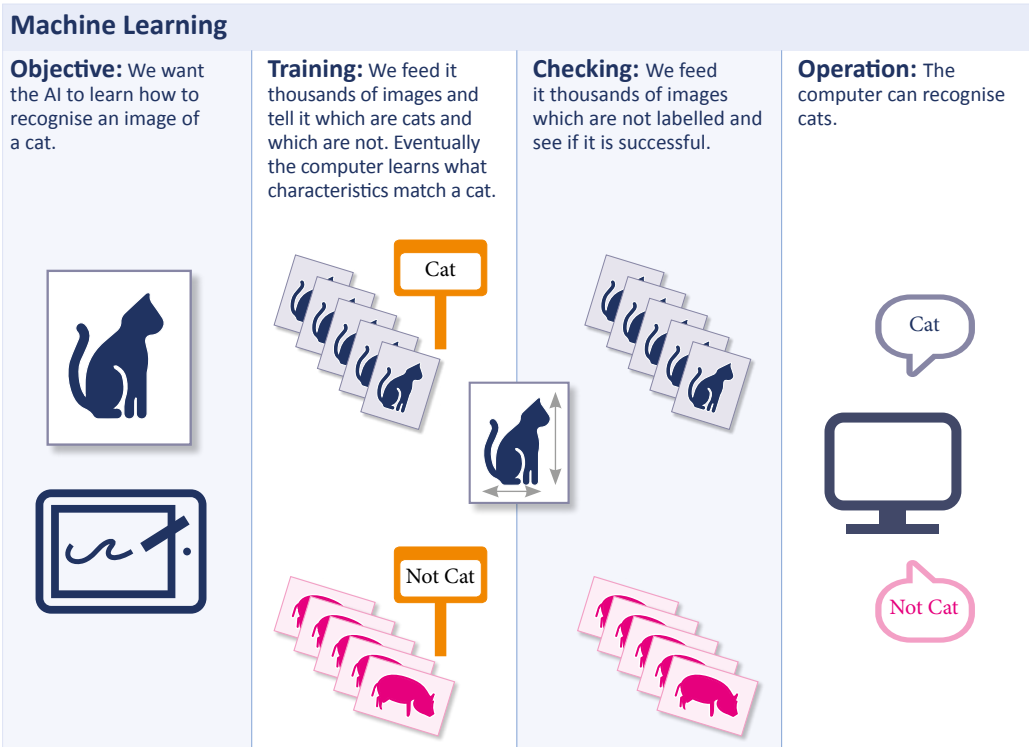 Machine Learning
Objective: We want
the AI to learn how to
recognise an image of
a cat.
Training: We feed it
thousands of images and
tell it which are cats and
which are not. Eventually
the computer learns what
characteristics match a cat.
Checking: We feed
it thousands of images
which are not labelled and
see if it is successful.
Operation: The
computer can recognise
cats.
Cat
Cat
Not Cat
Not Cat